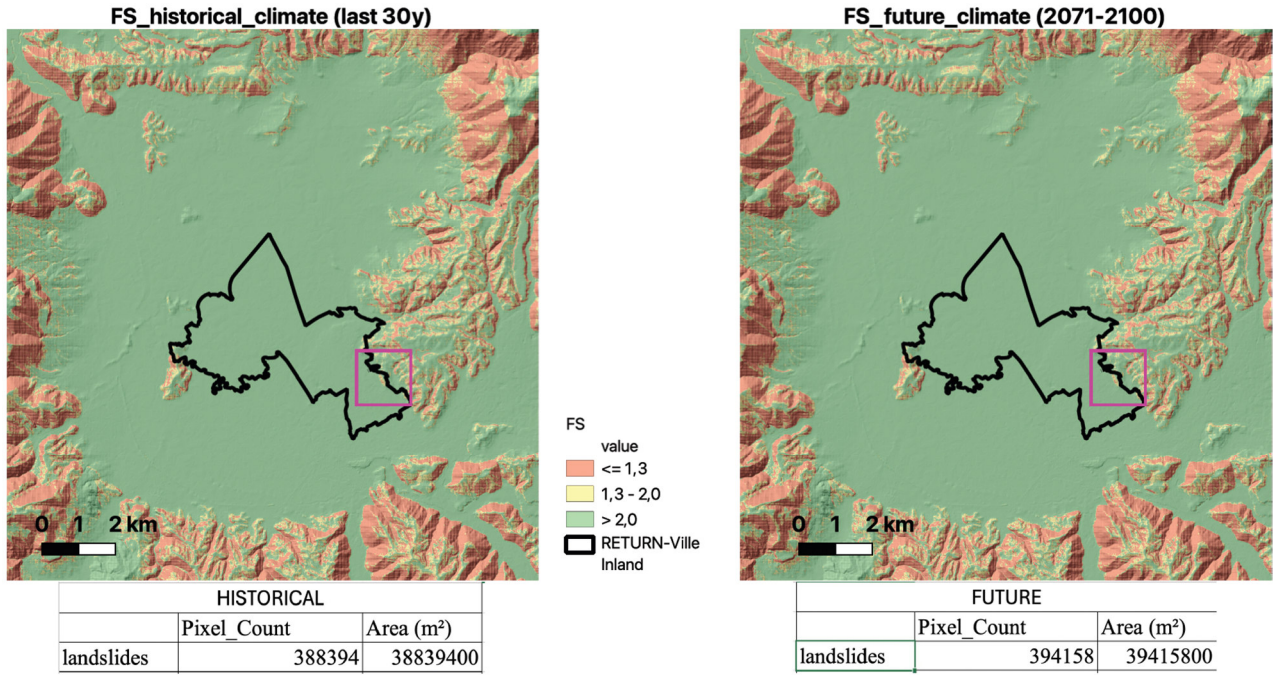 FS_historical_climate (last 30y)
FS_future_climate (2071-2100)
FS
value
<= 1,3
1,3 - 2,0
> 2,0
RETURN-Ville
Inland
0 1 2 km
0 1 2 km
HISTORICAL
Pixel_Count Area (m²)
landslides 388394 38839400
FUTURE
Pixel_Count Area (m²)
landslides 394158 39415800